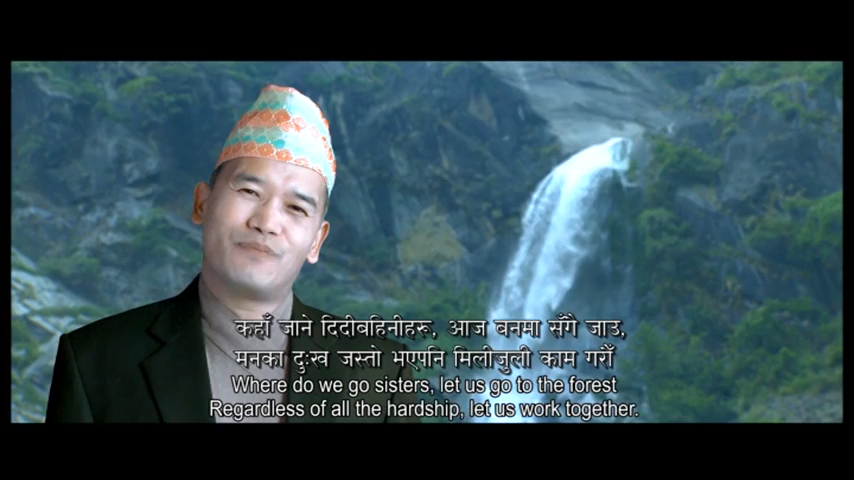 कहाँ जाने दिदीबहिनीहरू, आज बनमा सँगै जाउ,
मनका दुःख जस्तो भएपनि मिलीजुली काम गरौँ
Where do we go sisters, let us go to the forest
Regardless of all the hardship, let us work together.